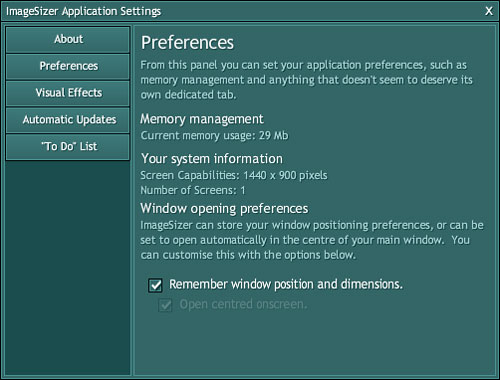 ImageSizer Application Settings X
About
Preferences
Visual Effects
Automatic Updates
"To Do" List
Preferences
From this panel you can set your application preferences, such as
memory management and anything that doesn't seem to deserve its
own dedicated tab.
Memory management
Current memory usage: 29 Mb
Your system information
Screen Capabilities: 1440 x 900 pixels
Number of Screens: 1
Window opening preferences
ImageSizer can store your window positioning preferences, or can be
set to open automatically in the centre of your main window. You
can customise this with the options below.
Remember window position and dimensions.
Open centred onscreen.